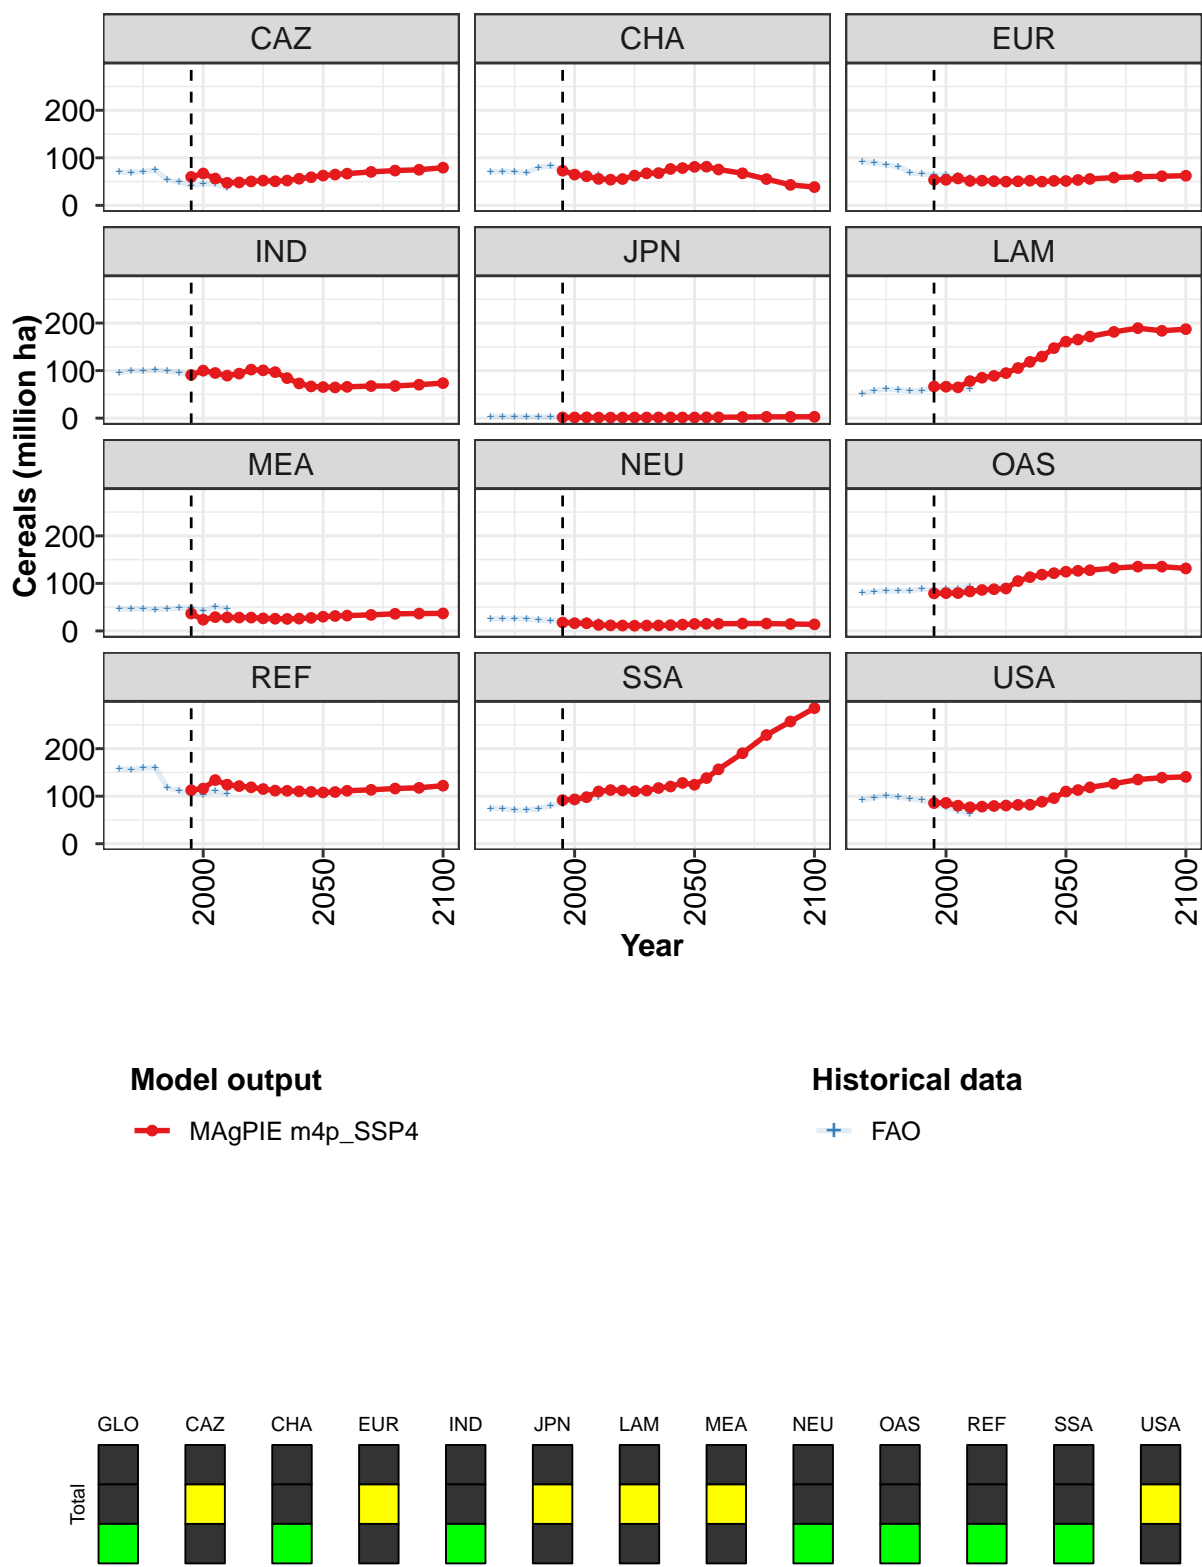 CAZ CHA EUR
200
100
0
IND JPN LAM
200
100
0
MEA NEU OAS
200
100
0
REF SSA USA
200
100
0
Cereals (million ha)
2000 2050 2100 2000 2050 2100 2000 2050 2100
Year
Model output Historical data
MAgPIE m4p_SSP4 FAO
GLO CAZ CHA EUR IND JPN LAM MEA NEU OAS REF SSA USA
Total